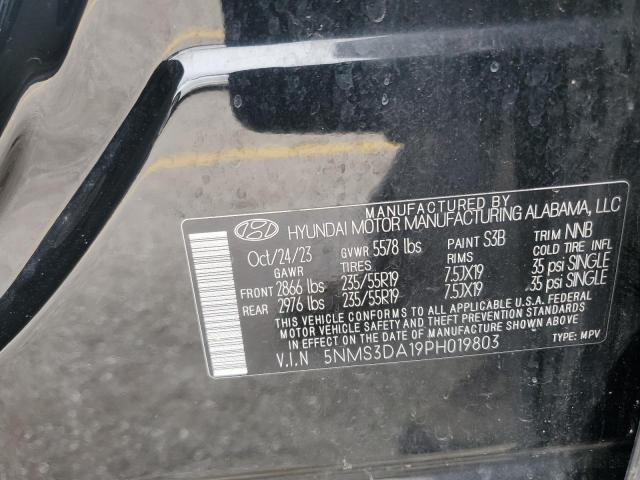 MANUFACTURED BY
HYUNDAI MOTOR MANUFACTURING ALABAMA, LLC
Oct/24/23 GVWR 5578 lbs PAINT S3B TRIM NNB
GAWR TIRES RIMS COLD TIRE INFL
FRONT 2866 lbs 235/55R19 7.5JX19 35 psi SINGLE
REAR 2976 lbs 235/55R19 7.5JX19 35 psi SINGLE
THIS VEHICLE CONFORMS TO ALL APPLICABLE U.S.A. FEDERAL
MOTOR VEHICLE SAFETY AND THEFT PREVENTION STANDARDS
IN EFFECT ON THE DATE OF MANUFACTURE SHOWN ABOVE.
V.I.N 5NMS3DA19PH019803 TYPE: MPV